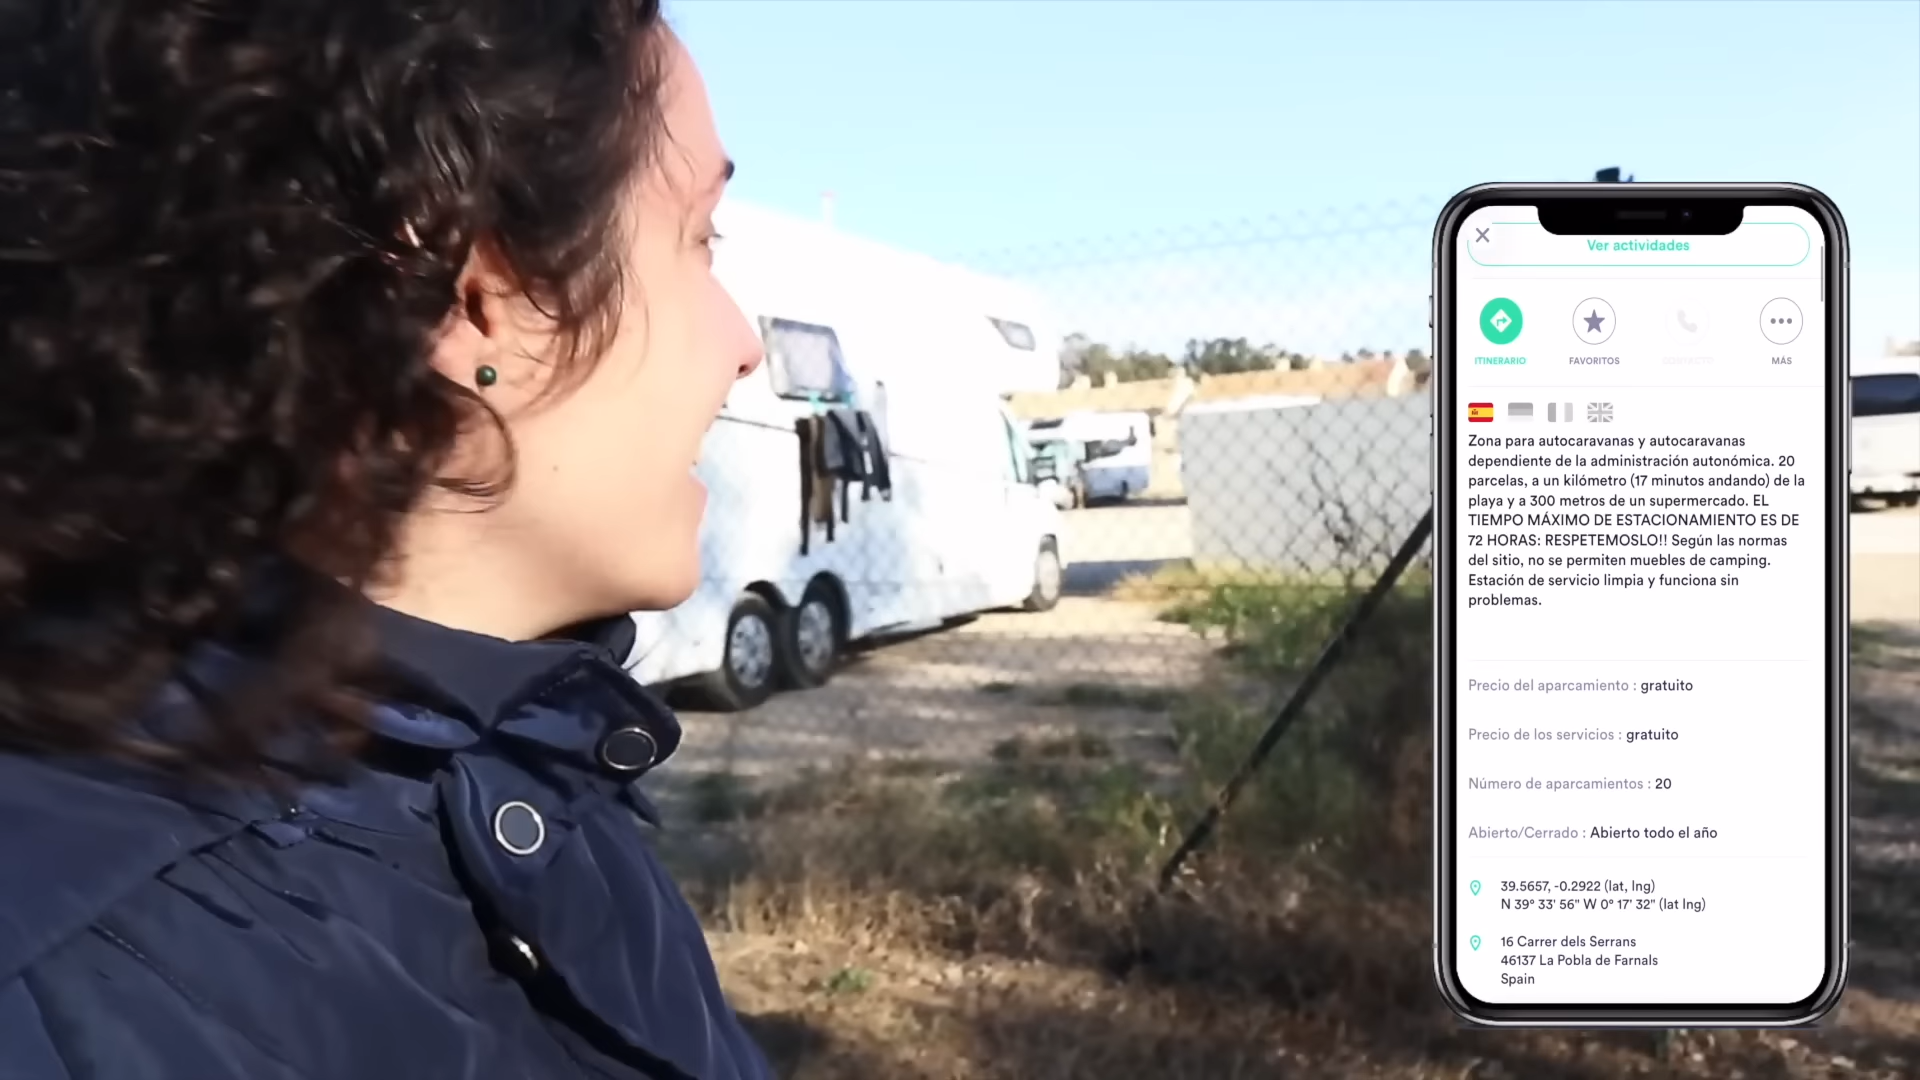 Ver actividades
ITINERARIO
FAVORITOS
CONTACTO
MÁS
Zona para autocaravanas y autocaravanas
dependiente de la administración autonómica. 20
parcelas, a un kilómetro (17 minutos andando) de la
playa y a 300 metros de un supermercado. EL
TIEMPO MÁXIMO DE ESTACIONAMIENTO ES DE
72 HORAS: RESPETEMOSLO!! Según las normas
del sitio, no se permiten muebles de camping.
Estación de servicio limpia y funciona sin
problemas.
Precio del aparcamiento : gratuito
Precio de los servicios : gratuito
Número de aparcamientos : 20
Abierto/Cerrado : Abierto todo el año
39.5657, -0.2922 (lat, lng)
N 39° 33' 56" W 0° 17' 32" (lat lng)
16 Carrer dels Serrans
46137 La Pobla de Farnals
Spain